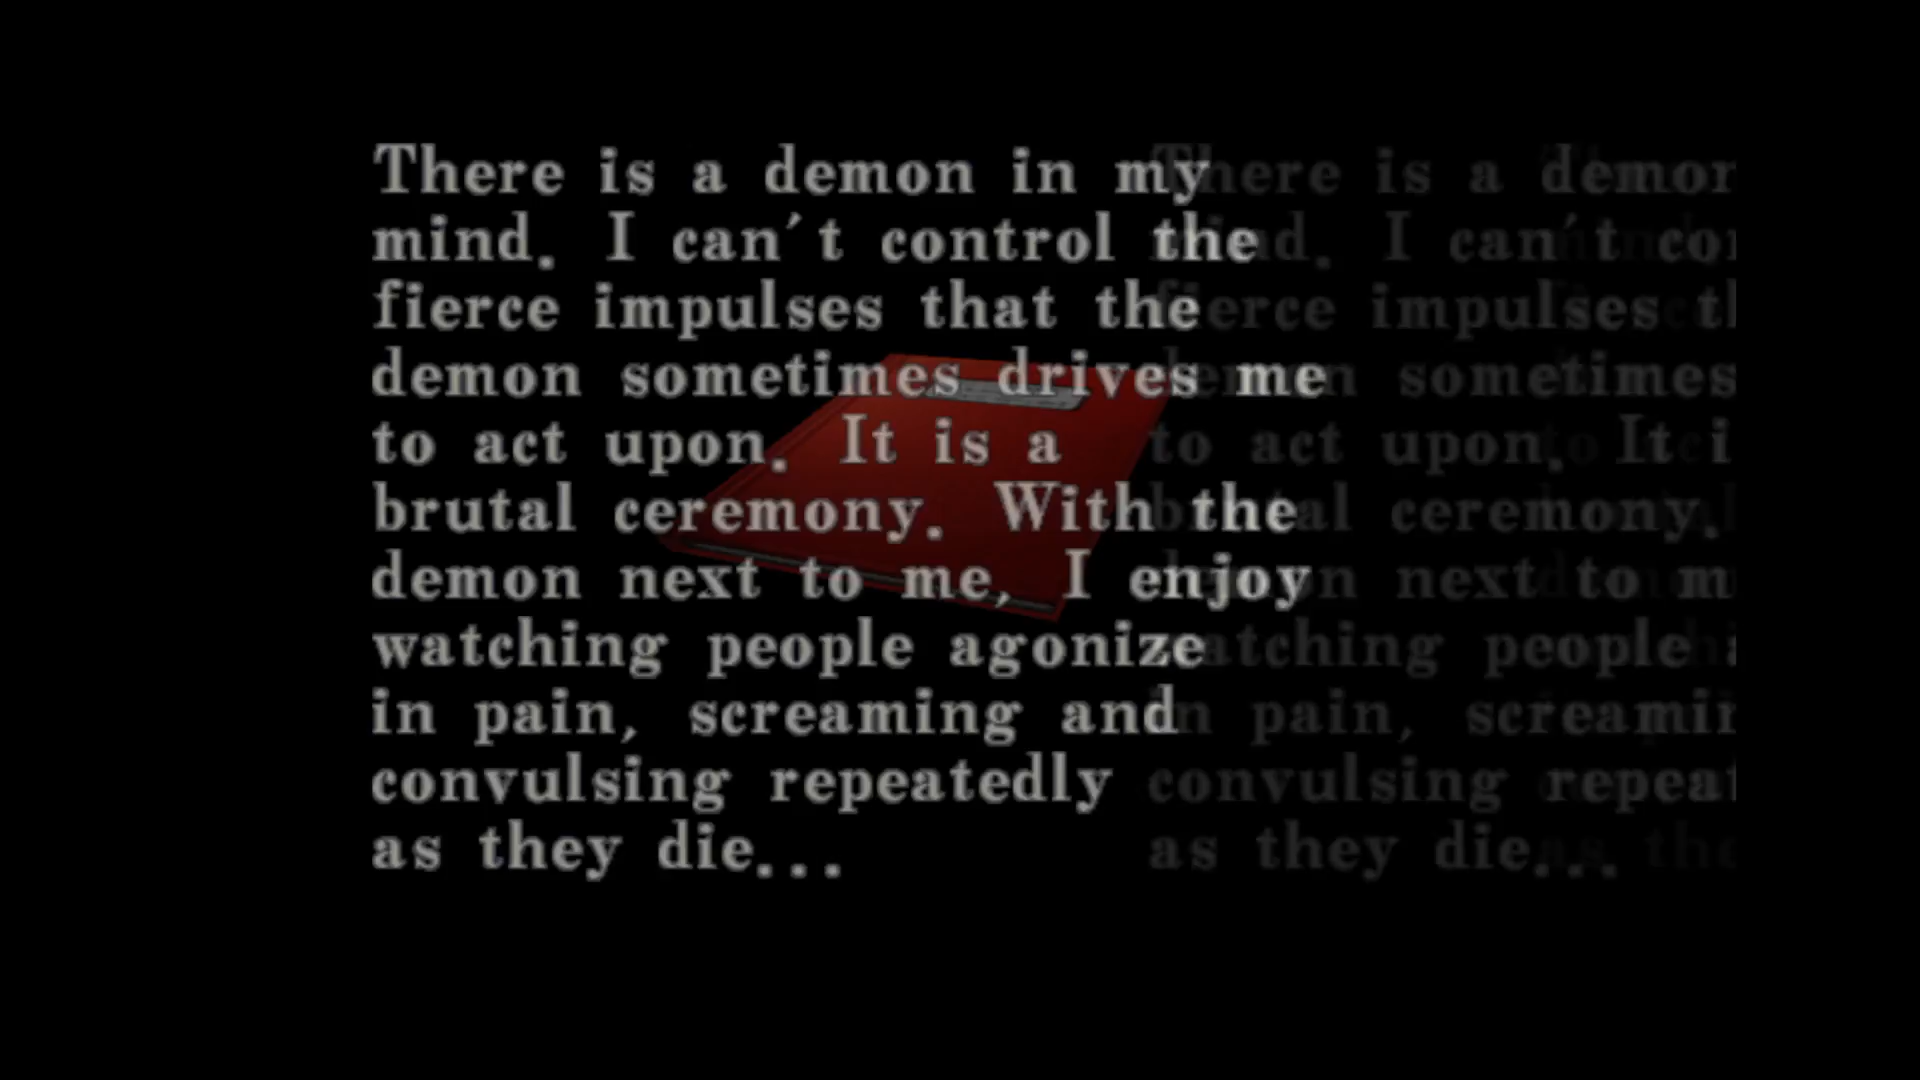 There is a demon in my
mind. I can't control the
fierce impulses that the
demon sometimes drives me
to act upon. It is a
brutal ceremony. With the
demon next to me, I enjoy
watching people agonize
in pain, screaming and
convulsing repeatedly
as they die...